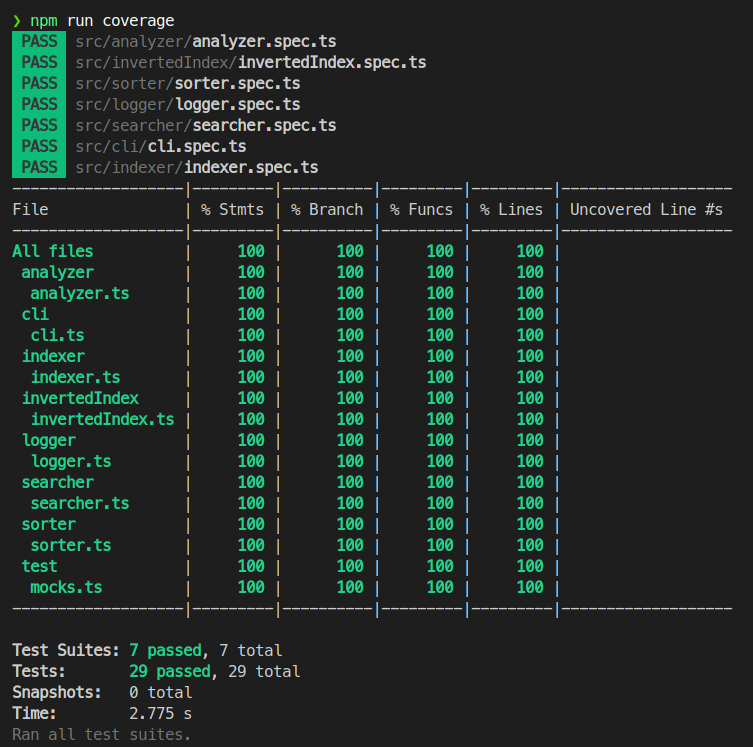 ❯ npm run coverage
PASS src/analyzer/analyzer.spec.ts
PASS src/invertedIndex/invertedIndex.spec.ts
PASS src/sorter/sorter.spec.ts
PASS src/logger/logger.spec.ts
PASS src/searcher/searcher.spec.ts
PASS src/cli/cli.spec.ts
PASS src/indexer/indexer.spec.ts
-------------------|---------|----------|---------|---------|-------------------
File               | % Stmts | % Branch | % Funcs | % Lines | Uncovered Line #s
-------------------|---------|----------|---------|---------|-------------------
All files          |     100 |      100 |     100 |     100 |
 analyzer          |     100 |      100 |     100 |     100 |
  analyzer.ts      |     100 |      100 |     100 |     100 |
 cli               |     100 |      100 |     100 |     100 |
  cli.ts           |     100 |      100 |     100 |     100 |
 indexer           |     100 |      100 |     100 |     100 |
  indexer.ts       |     100 |      100 |     100 |     100 |
 invertedIndex     |     100 |      100 |     100 |     100 |
  invertedIndex.ts |     100 |      100 |     100 |     100 |
 logger            |     100 |      100 |     100 |     100 |
  logger.ts        |     100 |      100 |     100 |     100 |
 searcher          |     100 |      100 |     100 |     100 |
  searcher.ts      |     100 |      100 |     100 |     100 |
 sorter            |     100 |      100 |     100 |     100 |
  sorter.ts        |     100 |      100 |     100 |     100 |
 test              |     100 |      100 |     100 |     100 |
  mocks.ts         |     100 |      100 |     100 |     100 |
-------------------|---------|----------|---------|---------|-------------------
Test Suites: 7 passed, 7 total
Tests:       29 passed, 29 total
Snapshots:   0 total
Time:        2.775 s
Ran all test suites.